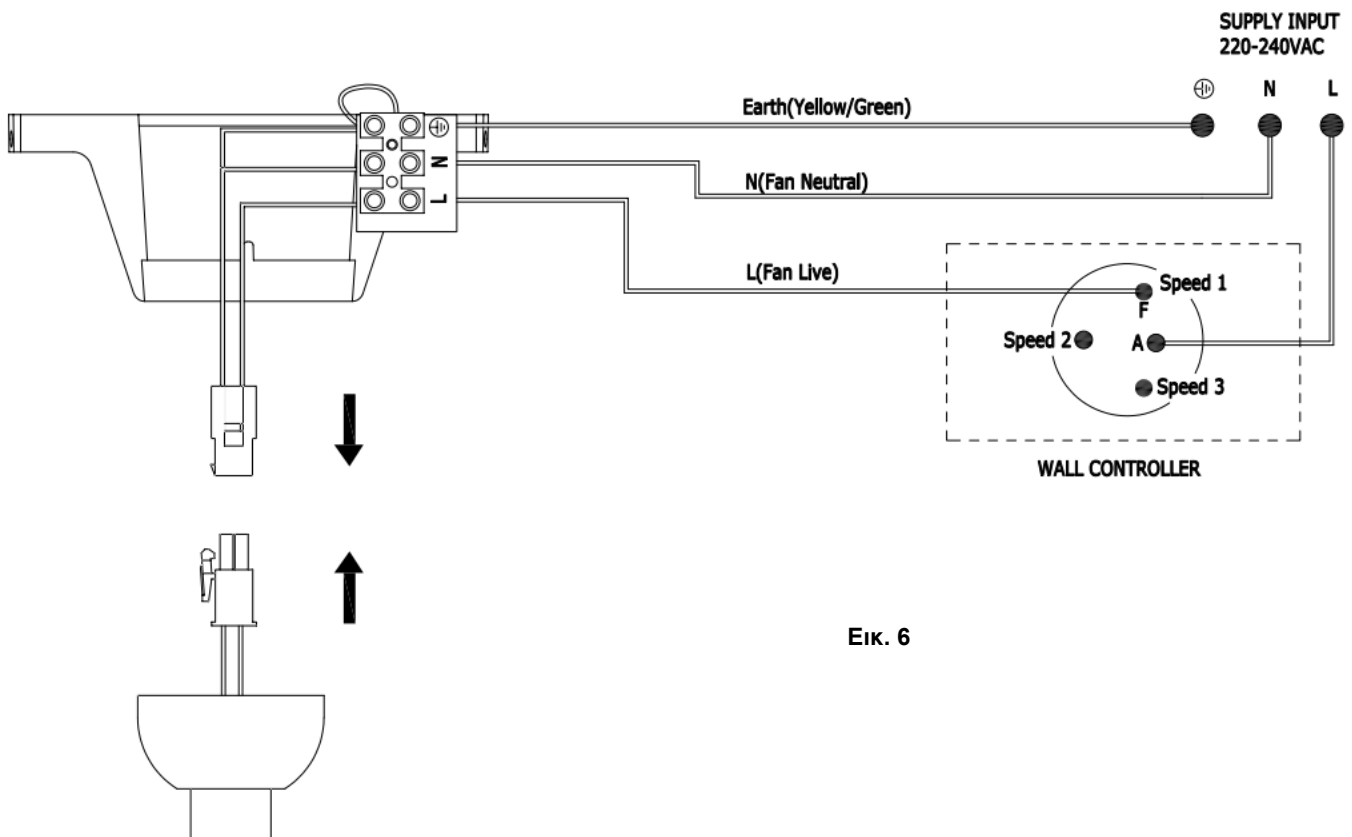 SUPPLY INPUT
220-240VAC
N L
Earth(Yellow/Green)
N
N(Fan Neutral)
L
L(Fan Live)
Speed 1
F
Speed 2
A
Speed 3
WALL CONTROLLER
Εικ. 6